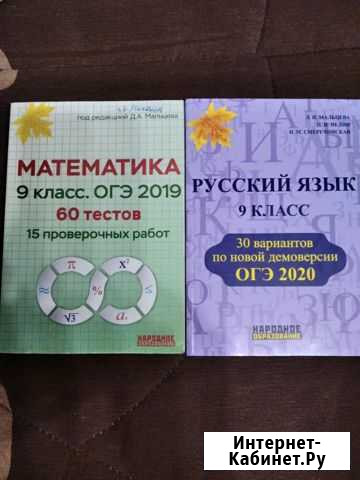 под редакцией Д.А. Мальцева
МАТЕМАТИКА
9 класс. ОГЭ 2019
60 тестов
15 проверочных работ
π
x²
%
√3
a.
НАРОДНОЕ
ОБРАЗОВАНИЕ
РУССКИЙ ЯЗЫК
9 КЛАСС
30 вариантов
по новой демоверсии
ОГЭ 2020
НАРОДНОЕ
ОБРАЗОВАНИЕ
Интернет-
Кабинет.Ру